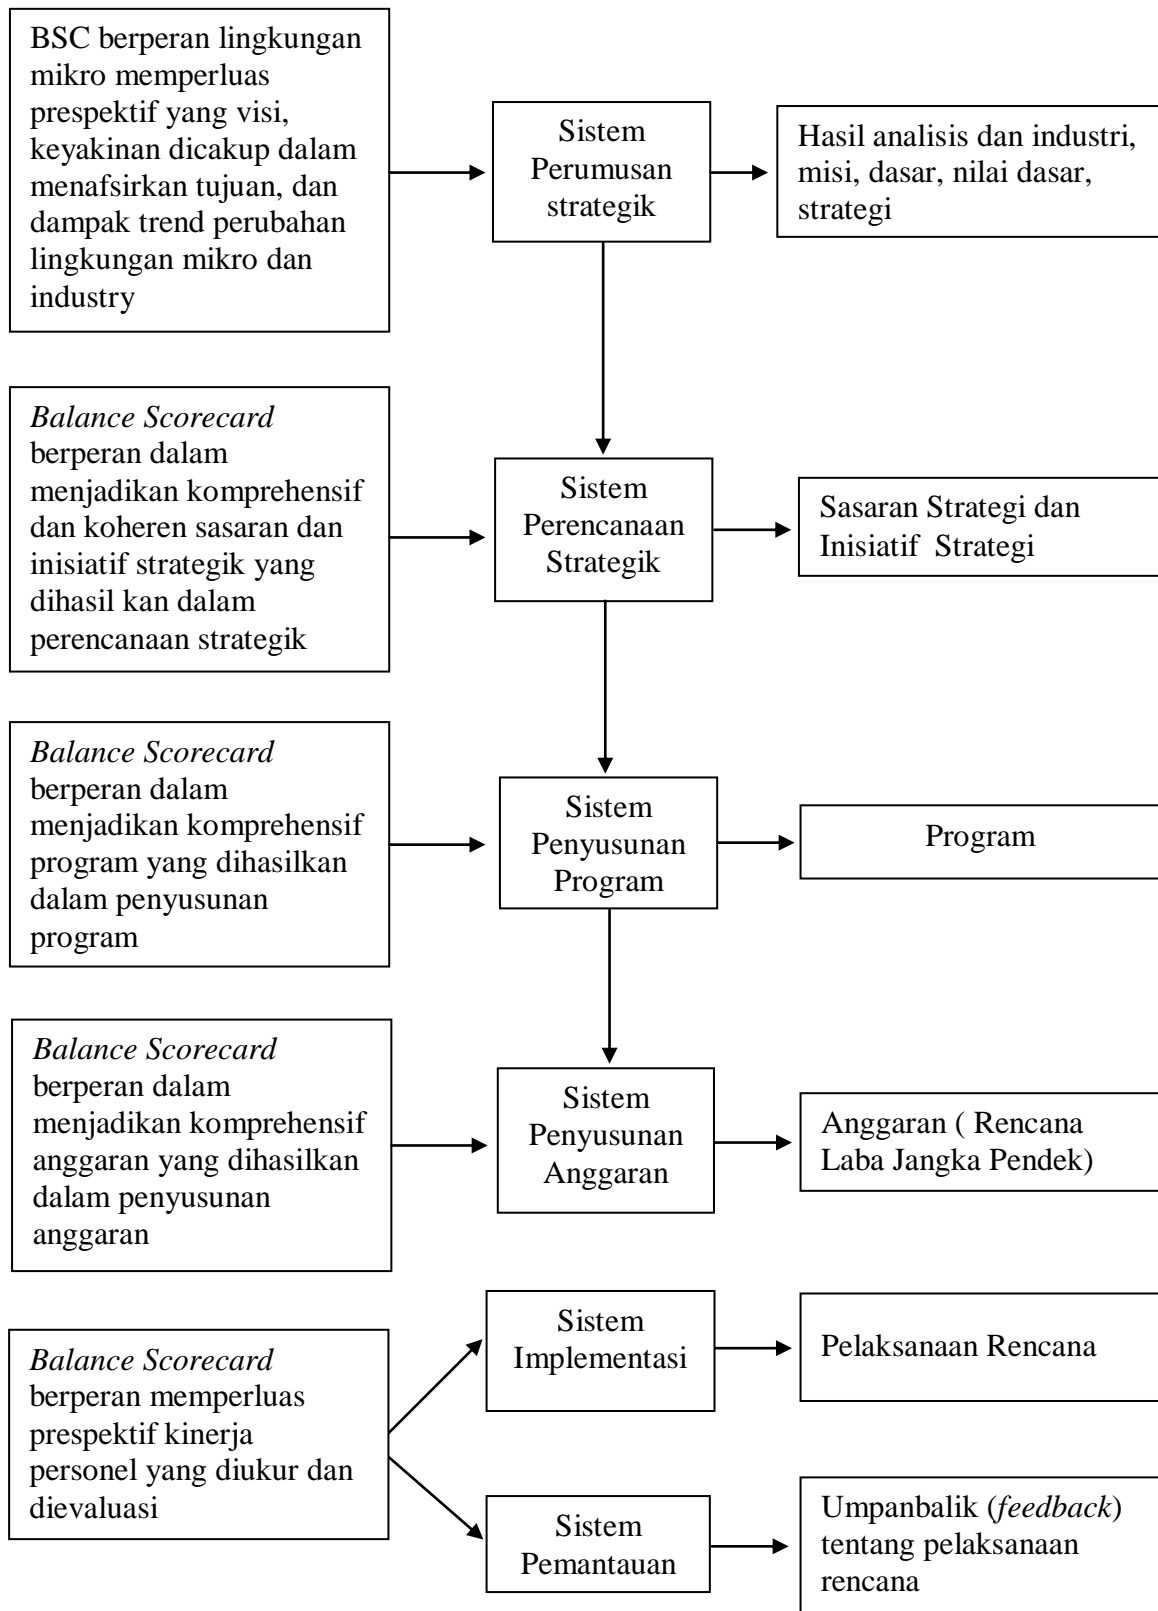 BSC berperan lingkungan
mikro memperluas
prespektif yang visi,
keyakinan dicakup dalam
menafsirkan tujuan, dan
dampak trend perubahan
lingkungan mikro dan
industry
Sistem
Perumusan
strategik
Hasil analisis dan industri,
misi, dasar, nilai dasar,
strategi
Balance Scorecard
berperan dalam
menjadikan komprehensif
dan koheren sasaran dan
inisiatif strategik yang
dihasil kan dalam
perencanaan strategik
Sistem
Perencanaan
Strategik
Sasaran Strategi dan
Inisiatif  Strategi
Balance Scorecard
berperan dalam
menjadikan komprehensif
program yang dihasilkan
dalam penyusunan
program
Sistem
Penyusunan
Program
Program
Balance Scorecard
berperan dalam
menjadikan komprehensif
anggaran yang dihasilkan
dalam penyusunan
anggaran
Sistem
Penyusunan
Anggaran
Anggaran ( Rencana
Laba Jangka Pendek)
Balance Scorecard
berperan memperluas
prespektif kinerja
personel yang diukur dan
dievaluasi
Sistem
Implementasi
Pelaksanaan Rencana
Sistem
Pemantauan
Umpanbalik (feedback)
tentang pelaksanaan
rencana